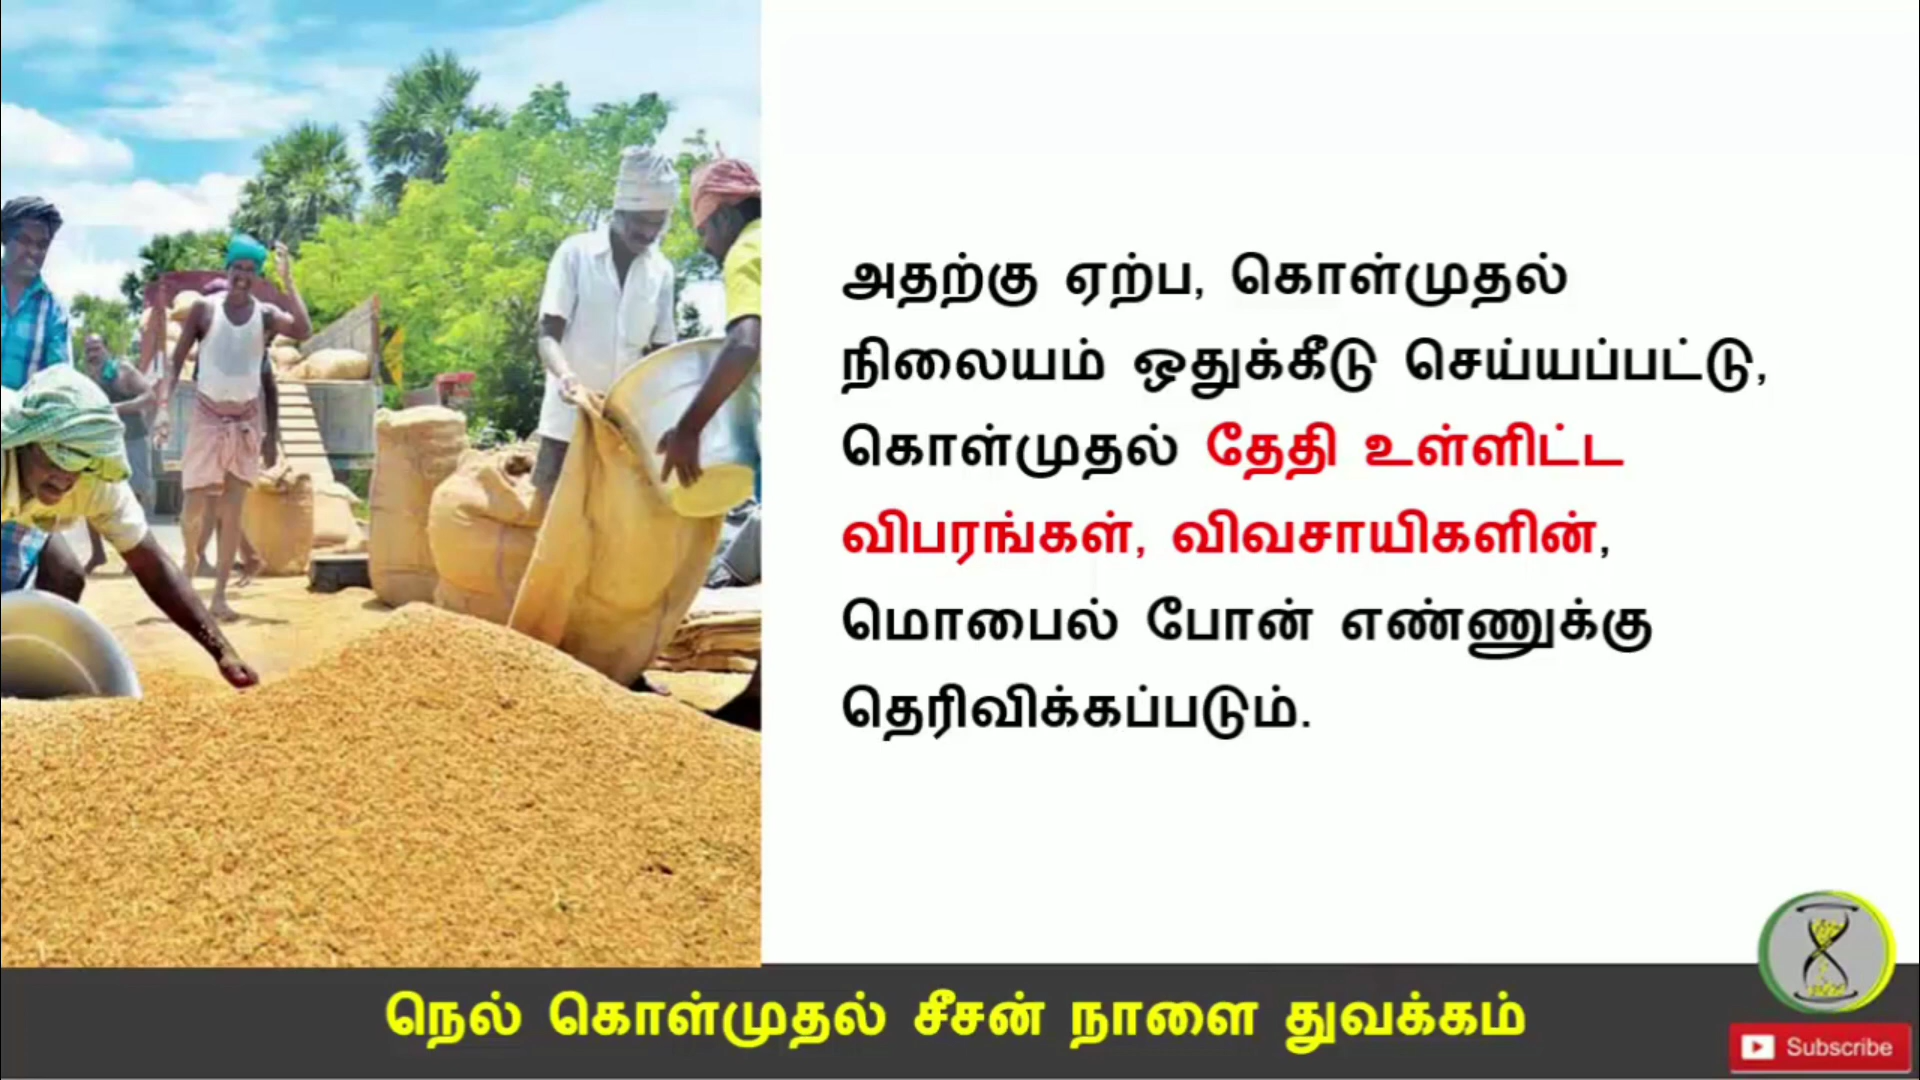 அதற்கு ஏற்ப, கொள்முதல்
நிலையம் ஒதுக்கீடு செய்யப்பட்டு,
கொள்முதல் தேதி உள்ளிட்ட
விபரங்கள், விவசாயிகளின்,
மொபைல் போன் எண்ணுக்கு
தெரிவிக்கப்படும்.
நெல் கொள்முதல் சீசன் நாளை துவக்கம்
Subscribe